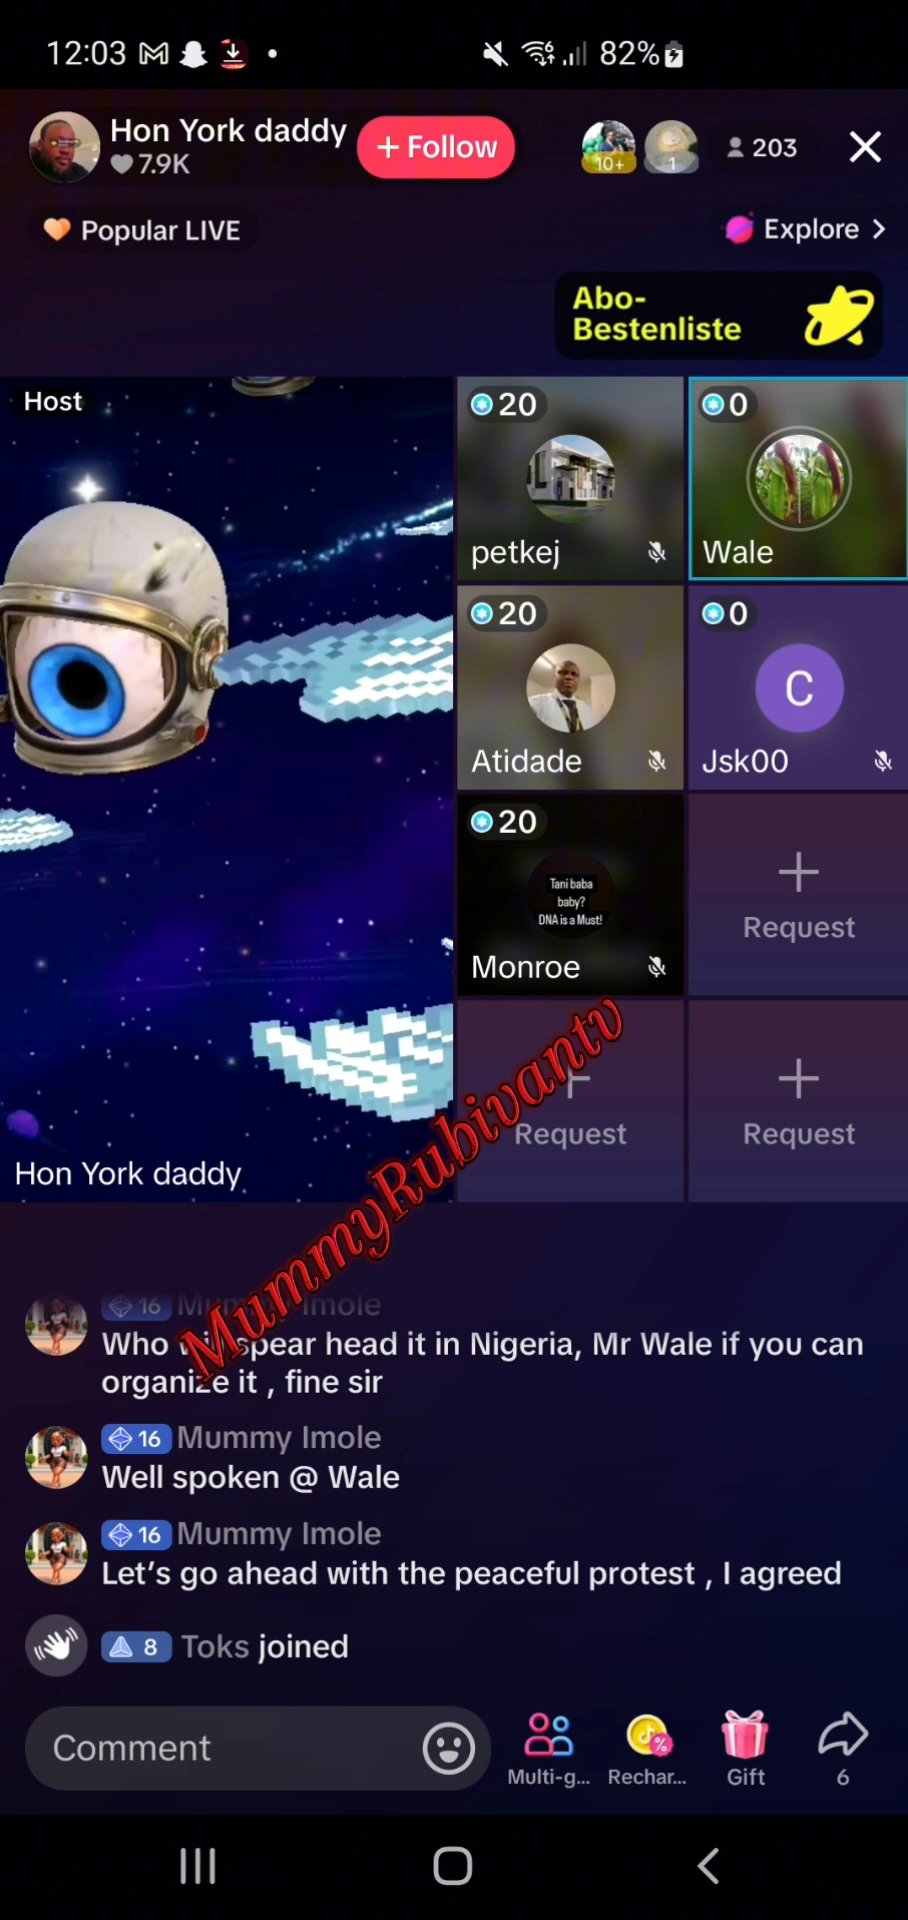 12:03
82%
Hon York daddy
7.9K
+ Follow
10+
1
203
Popular LIVE
Explore >
Abo-
Bestenliste
Host
20
petkej
0
Wale
20
Atidade
0
C
Jsk00
20
Tani baba
baby?
DNA is a Must!
Monroe
Request
Request
Request
Hon York daddy
MummyRubivantv
16 Mummy Imole
Who will spear head it in Nigeria, Mr Wale if you can
organize it , fine sir
16 Mummy Imole
Well spoken @ Wale
16 Mummy Imole
Let's go ahead with the peaceful protest , I agreed
8 Toks joined
Comment
Multi-g...
Rechar...
Gift
6